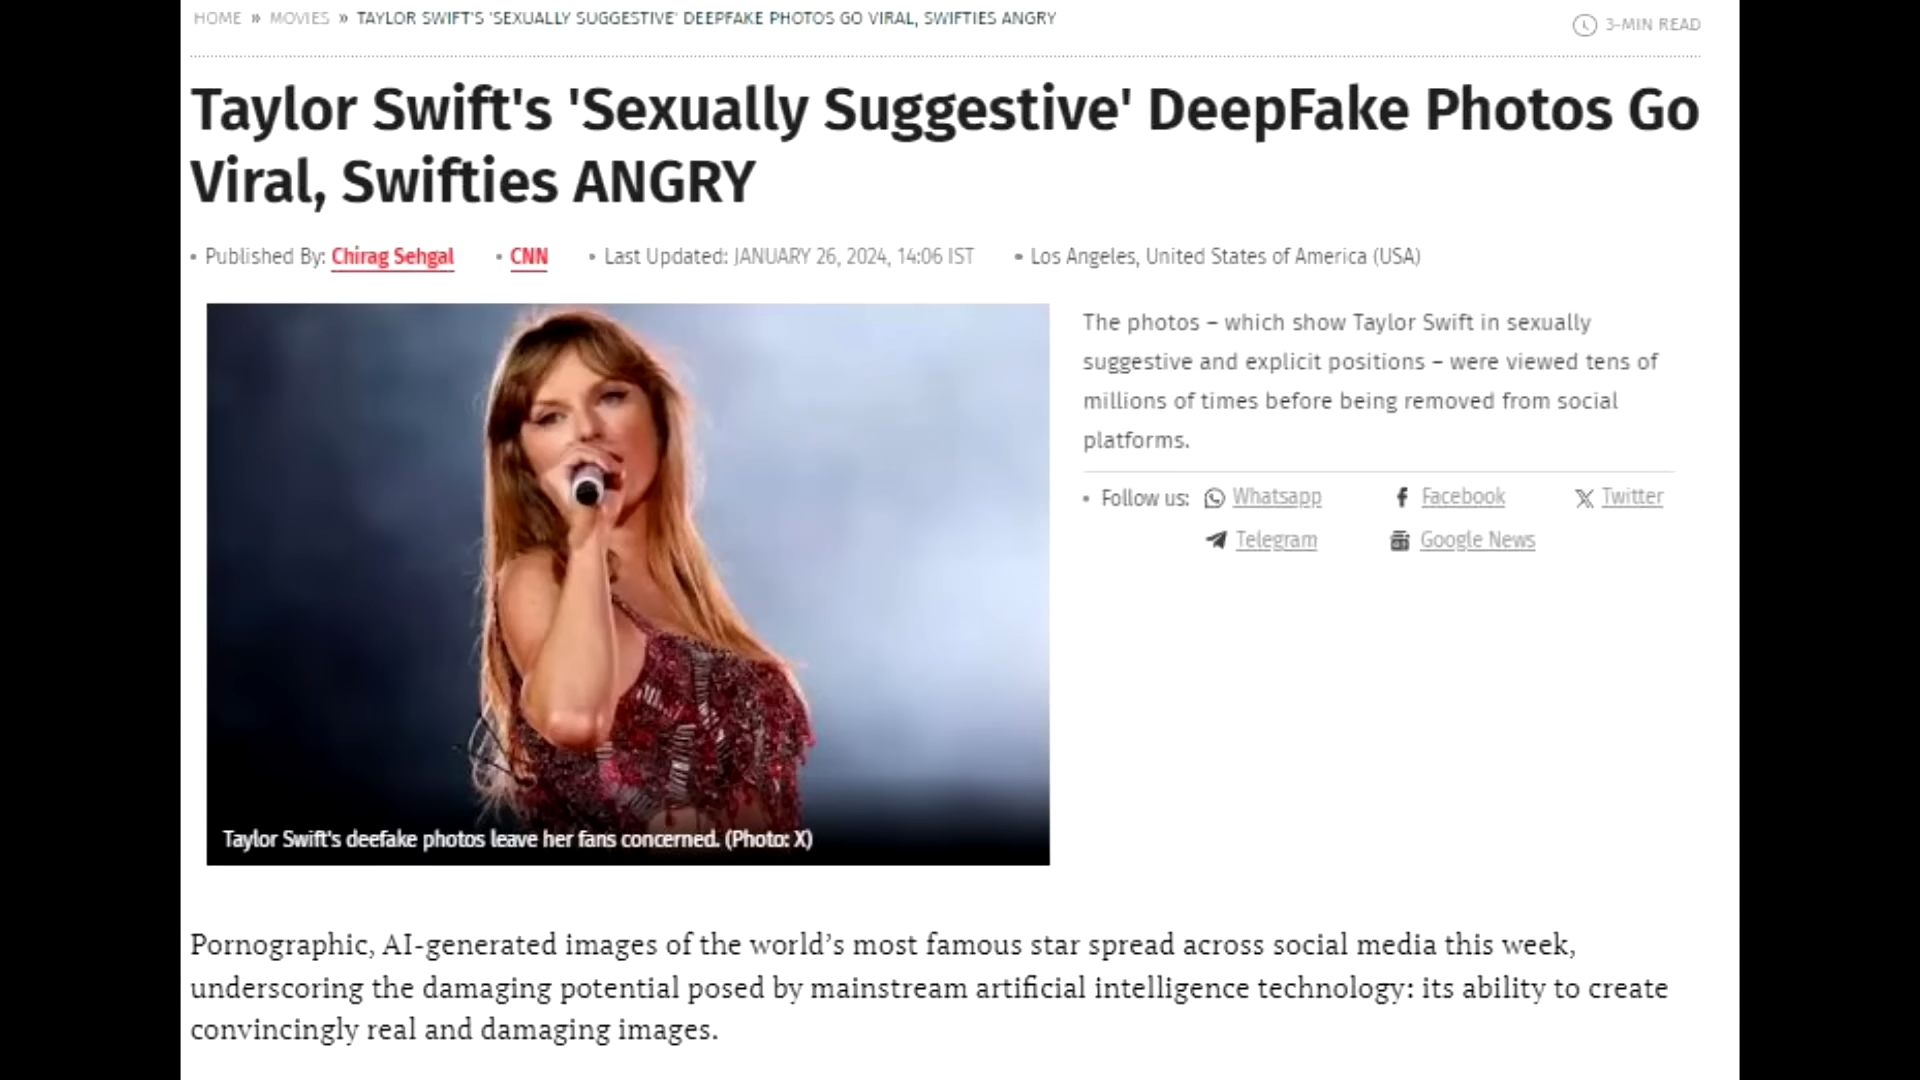 HOME » MOVIES » TAYLOR SWIFT'S 'SEXUALLY SUGGESTIVE' DEEPFAKE PHOTOS GO VIRAL, SWIFTIES ANGRY
3-MIN READ
Taylor Swift's 'Sexually Suggestive' DeepFake Photos Go
Viral, Swifties ANGRY
• Published By: Chirag Sehgal • CNN • Last Updated: JANUARY 26, 2024, 14:06 IST • Los Angeles, United States of America (USA)
Taylor Swift's deefake photos leave her fans concerned. (Photo: X)
The photos – which show Taylor Swift in sexually
suggestive and explicit positions – were viewed tens of
millions of times before being removed from social
platforms.
• Follow us: Whatsapp Facebook Twitter
Telegram Google News
Pornographic, AI-generated images of the world’s most famous star spread across social media this week,
underscoring the damaging potential posed by mainstream artificial intelligence technology: its ability to create
convincingly real and damaging images.